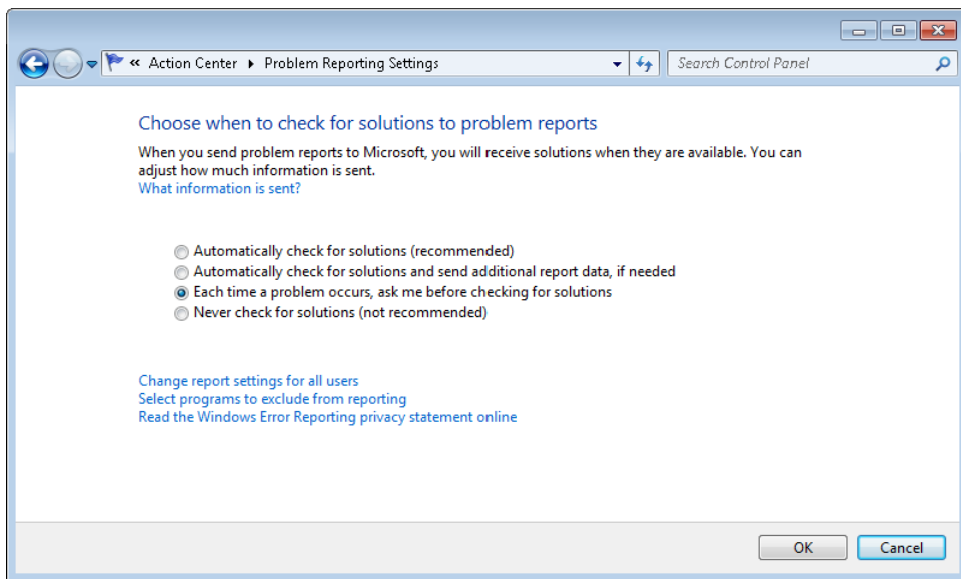 « Action Center ▸ Problem Reporting Settings
Search Control Panel
Choose when to check for solutions to problem reports
When you send problem reports to Microsoft, you will receive solutions when they are available. You can
adjust how much information is sent.
What information is sent?
Automatically check for solutions (recommended)
Automatically check for solutions and send additional report data, if needed
Each time a problem occurs, ask me before checking for solutions
Never check for solutions (not recommended)
Change report settings for all users
Select programs to exclude from reporting
Read the Windows Error Reporting privacy statement online
OK
Cancel